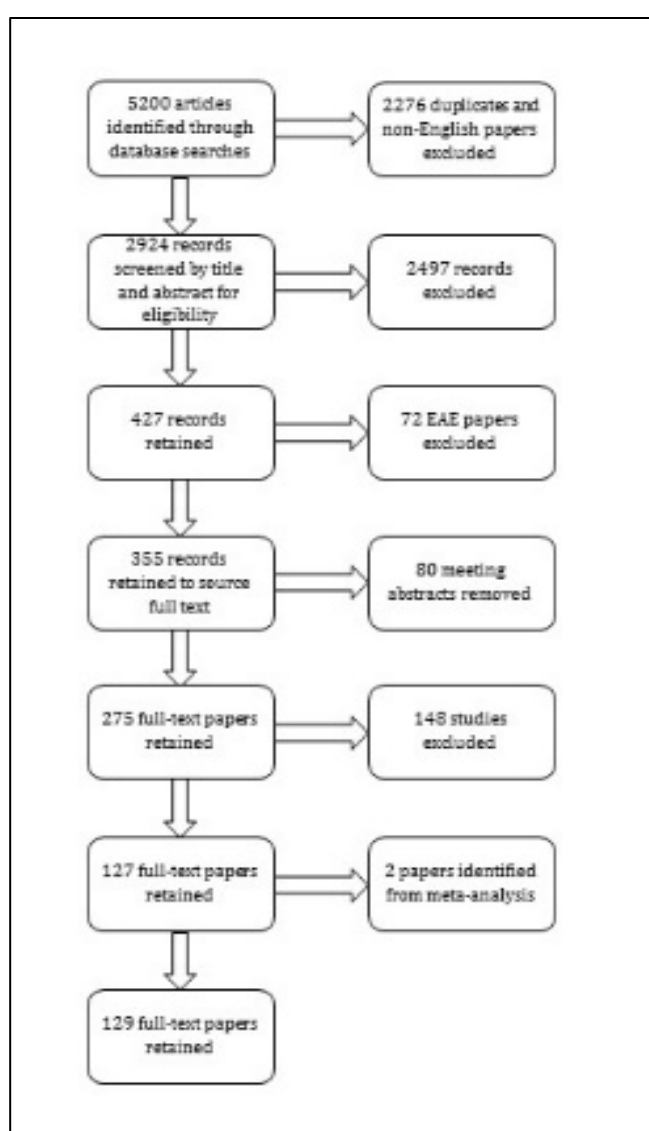 5200 articles
identified through
database searches
2276 duplicates and
non-English papers
excluded
2924 records
screened by title
and abstract for
eligibility
2497 records
excluded
427 records
retained
72 EAE papers
excluded
355 records
retained to source
full text
80 meeting
abstracts removed
275 full-text papers
retained
148 studies
excluded
127 full-text papers
retained
2 papers identified
from meta-analysis
129 full-text papers
retained